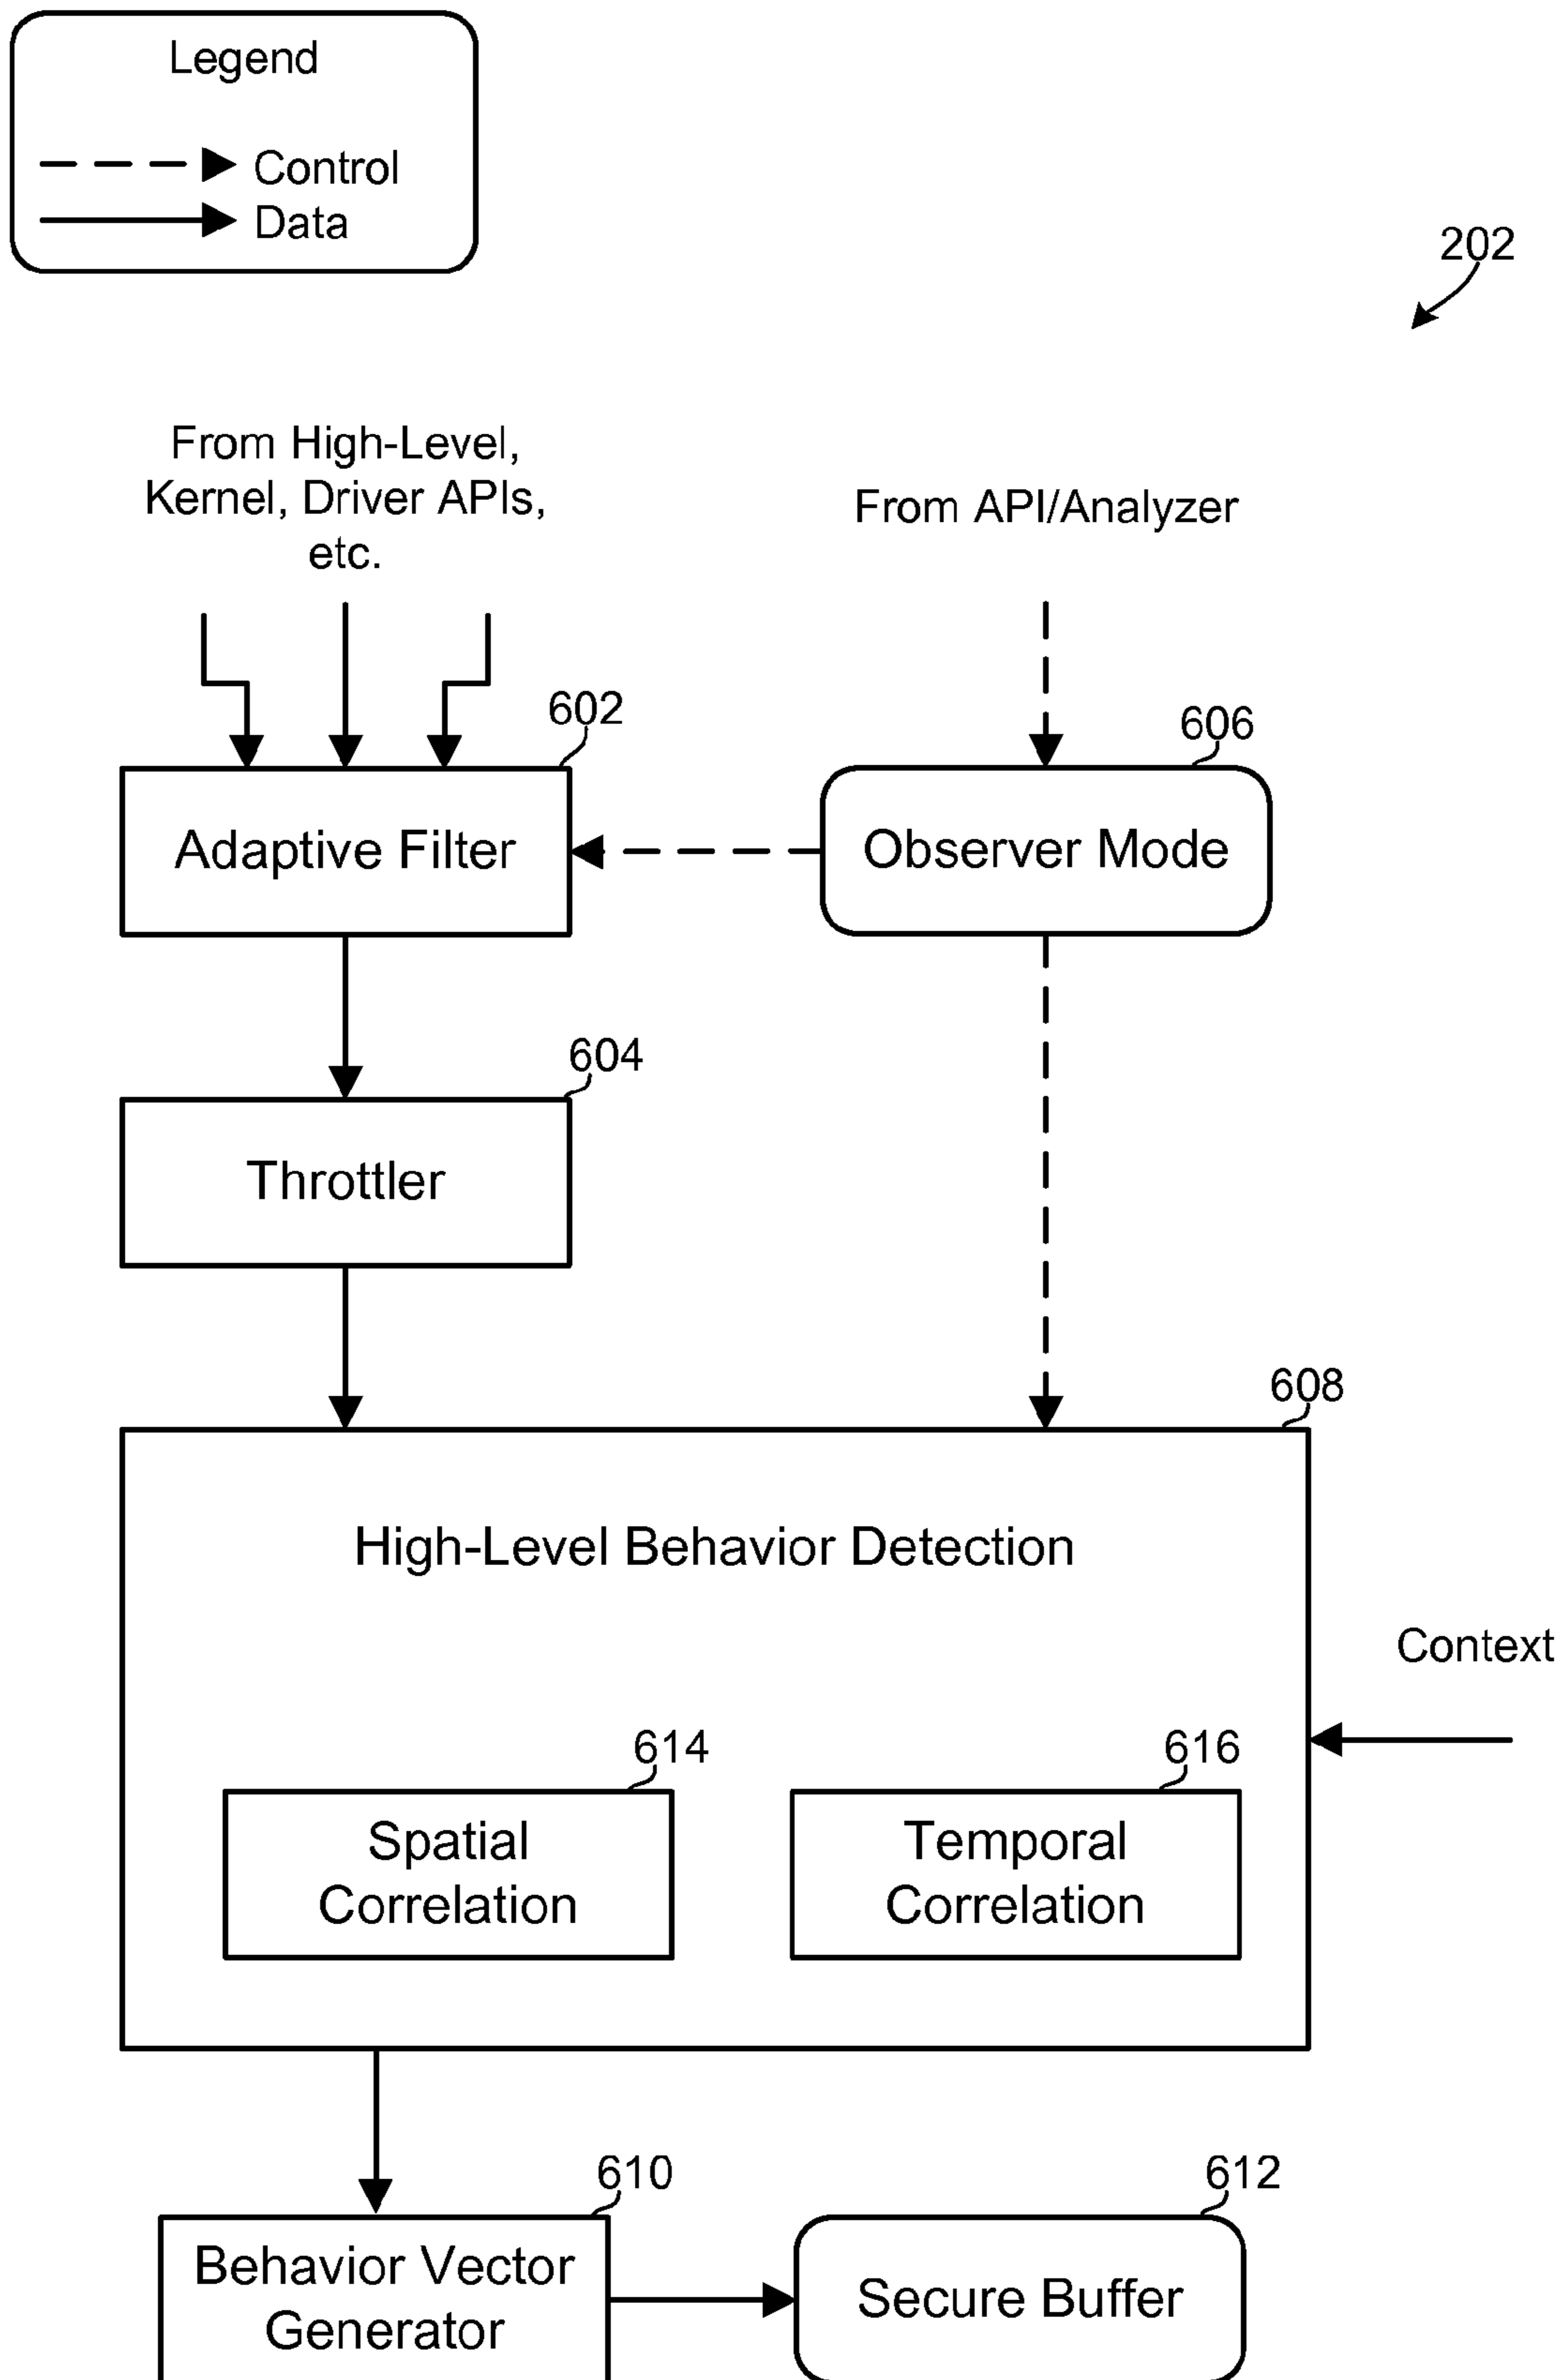 Legend
Control
Data
202
From High-Level,
Kernel, Driver APIs,
etc.
From API/Analyzer
602
606
Adaptive Filter
Observer Mode
604
Throttler
608
High-Level Behavior Detection
Context
614
616
Spatial
Correlation
Temporal
Correlation
610
612
Behavior Vector
Generator
Secure Buffer